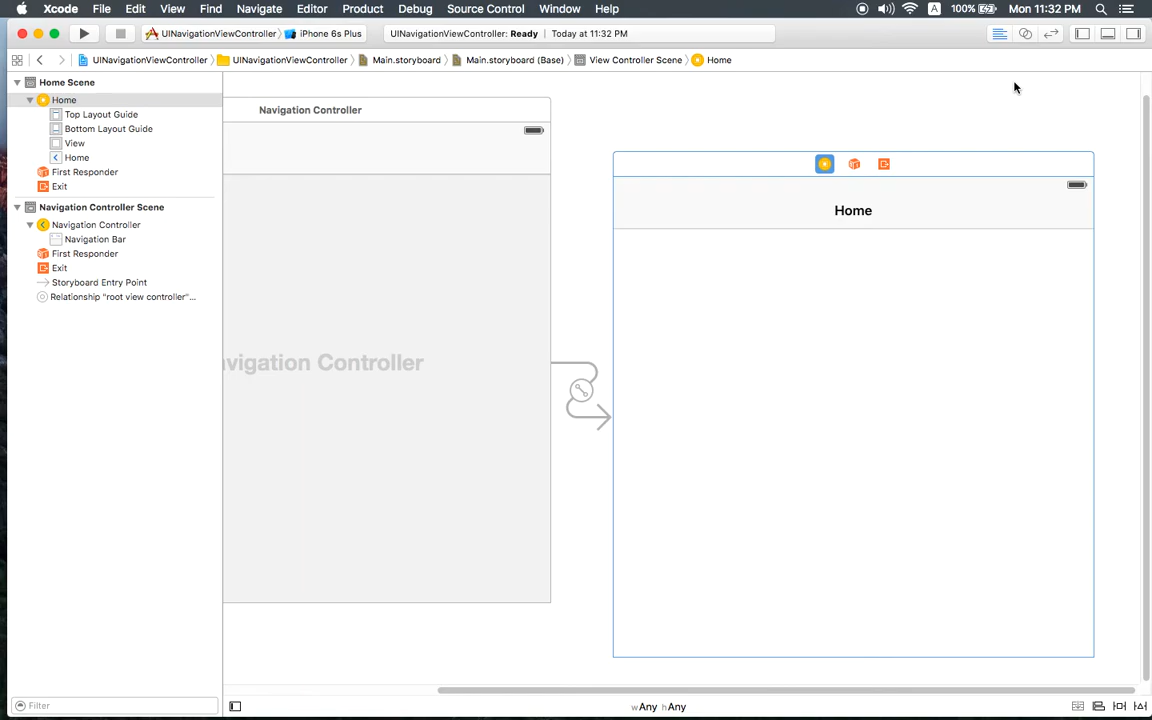 Xcode File Edit View Find Navigate Editor Product Debug Source Control Window Help A 100% Mon 11:32 PM
UINavigationViewController iPhone 6s Plus UINavigationViewController: Ready Today at 11:32 PM
UINavigationViewController UINavigationViewController Main.storyboard Main.storyboard (Base) View Controller Scene Home
Home Scene
Home
Top Layout Guide
Bottom Layout Guide
View
Home
First Responder
Exit
Navigation Controller Scene
Navigation Controller
Navigation Bar
First Responder
Exit
Storyboard Entry Point
Relationship "root view controller"...
Filter
Navigation Controller
avigation Controller
Home
wAny hAny